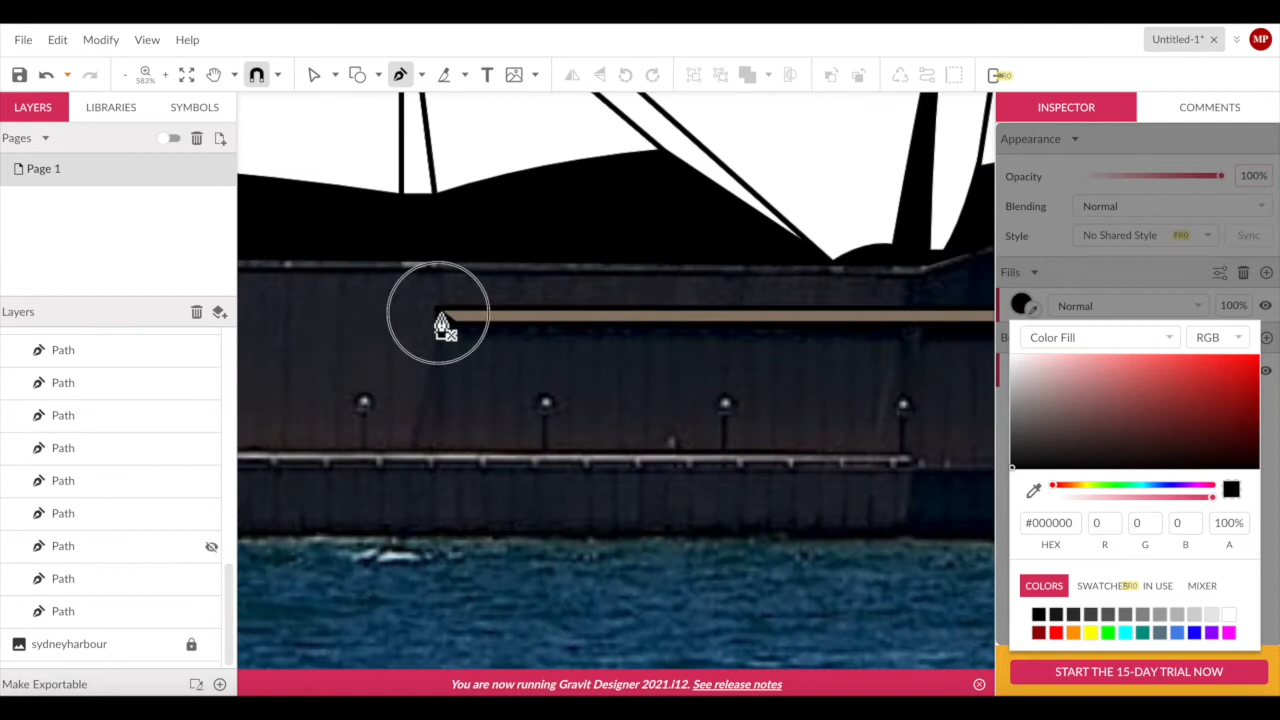 File Edit Modify View Help
Untitled-1* MP
- 583% + PRO
LAYERS LIBRARIES SYMBOLS
INSPECTOR COMMENTS
Pages
Page 1
Appearance
Opacity 100%
Blending Normal
Style No Shared Style PRO Sync
Fills
Normal 100%
Layers
Path
Path
Path
Path
Path
Path
Path
Path
Path
sydneyharbour
Make Exportable
Color Fill RGB
#000000 0 0 0 100%
HEX R G B A
COLORS SWATCHES PRO IN USE MIXER
START THE 15-DAY TRIAL NOW
You are now running Gravit Designer 2021.i12. See release notes